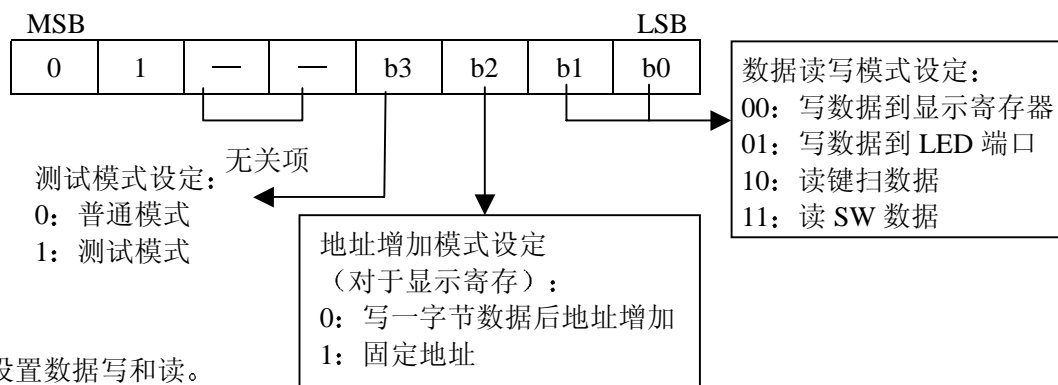 MSB LSB
0 1 — — b3 b2 b1 b0
数据读写模式设定：
00：写数据到显示寄存器
01：写数据到 LED 端口
10：读键扫数据
11：读 SW 数据
无关项
测试模式设定：
0：普通模式
1：测试模式
地址增加模式设定
（对于显示寄存）：
0：写一字节数据后地址增加
1：固定地址
设置数据写和读。